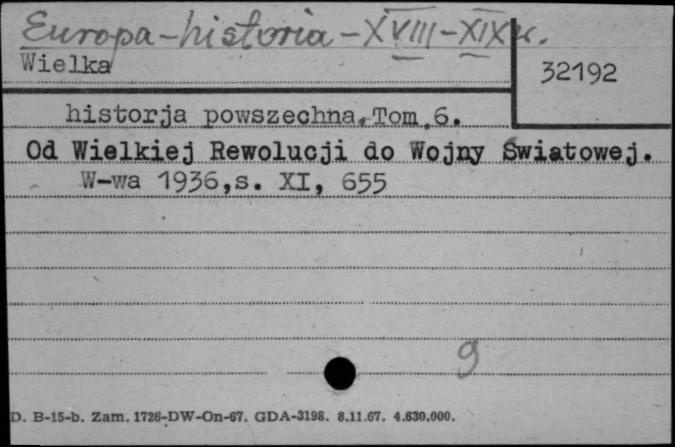 Europa-historia-XVIII-XIX w.
Wielka
32192
historja powszechna.Tom 6.
Od Wielkiej Rewolucji do Wojny Światowej.
W-wa 1936,s. XI, 655
9
D. B-15-b. Zam. 1726-DW-On-67. GDA-3198. 8.11.67. 4.630.000.